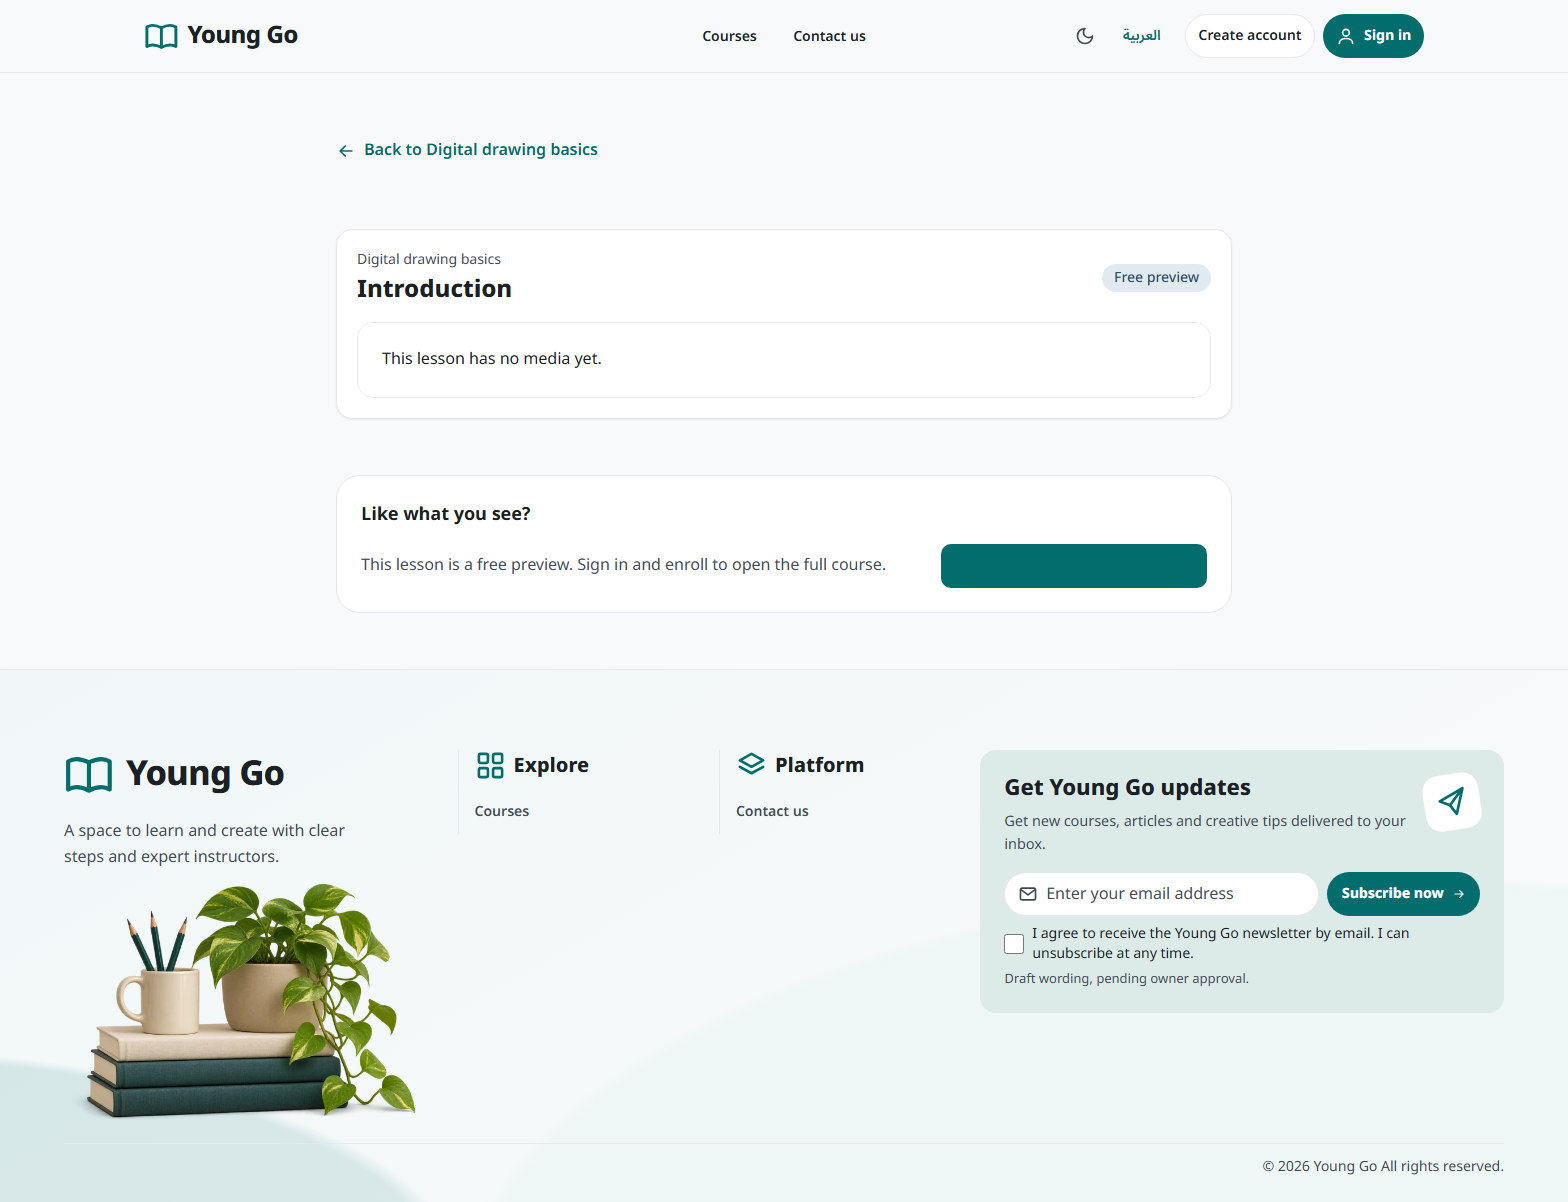 Young Go
Courses
Contact us
العربية
Create account
Sign in
Back to Digital drawing basics
Digital drawing basics
Introduction
Free preview
This lesson has no media yet.
Like what you see?
This lesson is a free preview. Sign in and enroll to open the full course.
Young Go
A space to learn and create with clear
steps and expert instructors.
Explore
Courses
Platform
Contact us
Get Young Go updates
Get new courses, articles and creative tips delivered to your
inbox.
Enter your email address
Subscribe now
I agree to receive the Young Go newsletter by email. I can
unsubscribe at any time.
Draft wording, pending owner approval.
© 2026 Young Go All rights reserved.